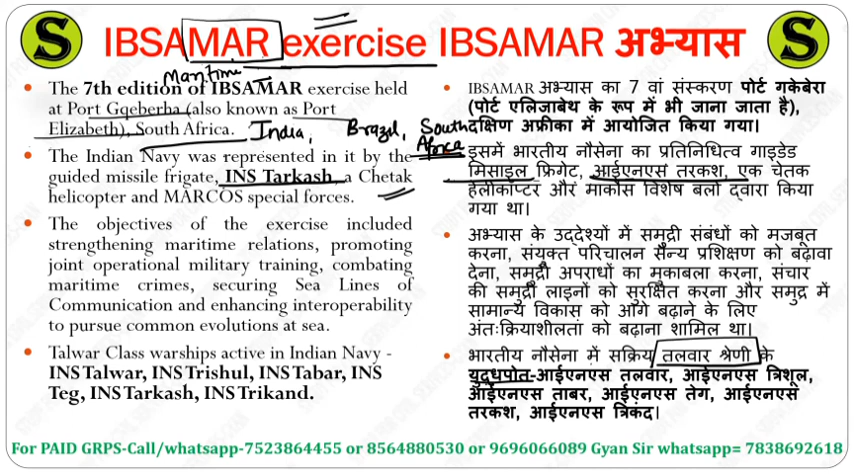 S IBSAMAR exercise IBSAMAR अभ्यास S
Maritime
The 7th edition of IBSAMAR exercise held
at Port Gqeberha (also known as Port
Elizabeth), South Africa.
India, Brazil, South Africa
The Indian Navy was represented in it by the
guided missile frigate, INS Tarkash, a Chetak
helicopter and MARCOS special forces.
The objectives of the exercise included
strengthening maritime relations, promoting
joint operational military training, combating
maritime crimes, securing Sea Lines of
Communication and enhancing interoperability
to pursue common evolutions at sea.
Talwar Class warships active in Indian Navy -
INS Talwar, INS Trishul, INS Tabar, INS
Teg, INS Tarkash, INS Trikand.
IBSAMAR अभ्यास का 7 वां संस्करण पोर्ट गकेबेरा
(पोर्ट एलिजाबेथ के रूप में भी जाना जाता है),
दक्षिण अफ्रीका में आयोजित किया गया।
इसमें भारतीय नौसेना का प्रतिनिधित्व गाइडेड
मिसाइल फ्रिगेट, आईएनएस तरकश, एक चेतक
हेलीकॉप्टर और मार्कोस विशेष बलों द्वारा किया
गया था।
अभ्यास के उद्देश्यों में समुद्री संबंधों को मजबूत
करना, संयुक्त परिचालन सैन्य प्रशिक्षण को बढ़ावा
देना, समुद्री अपराधों का मुकाबला करना, संचार
की समुद्री लाइनों को सुरक्षित करना और समुद्र में
सामान्य विकास को आगे बढ़ाने के लिए
अंतःक्रियाशीलता को बढ़ाना शामिल था।
भारतीय नौसेना में सक्रिय तलवार श्रेणी के
युद्धपोत-आईएनएस तलवार, आईएनएस त्रिशूल,
आईएनएस ताबर, आईएनएस तेग, आईएनएस
तरकश, आईएनएस त्रिकंद।
For PAID GRPS-Call/whatsapp-7523864455 or 8564880530 or 9696066089 Gyan Sir whatsapp= 7838692618